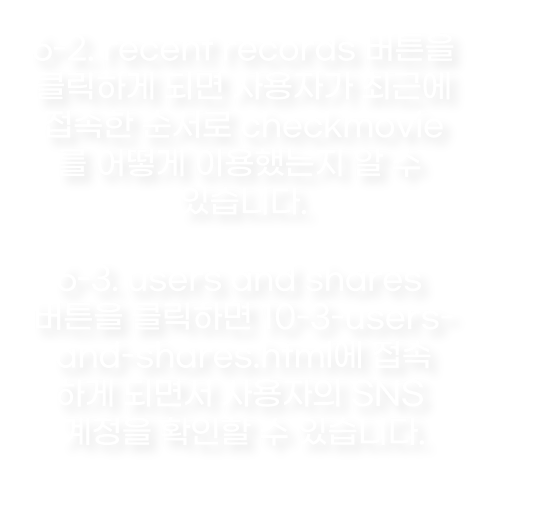 6-2. recent records 버튼을
클릭하게 되면 사용자가 최근에
접속한 순서로 checkmovie
를 어떻게 이용했는지 알 수
있습니다.
6-3. users and shares
버튼을 클릭하면 10-3-users-
and-shares.html에 접속
하게 되면서 사용자의 SNS
계정을 확인할 수 있습니다.